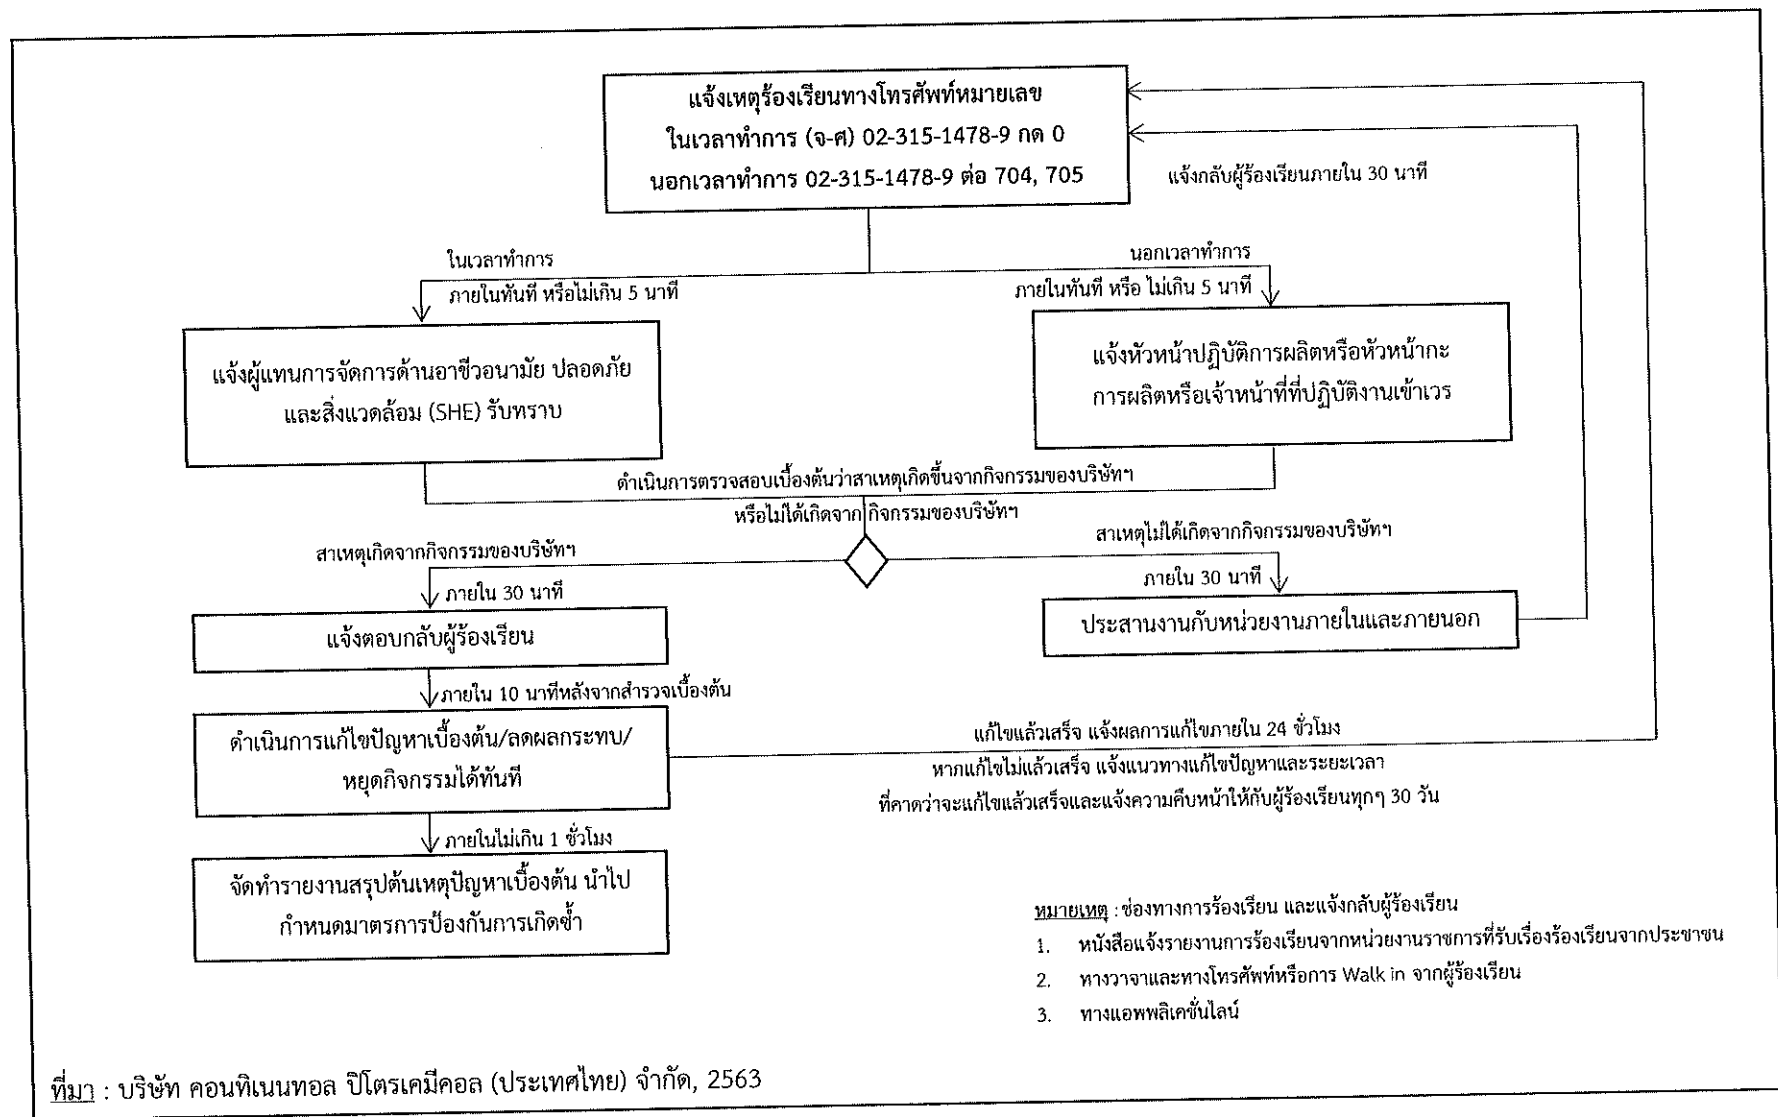 แจ้งเหตุร้องเรียนทางโทรศัพท์หมายเลข
ในเวลาทำการ (จ-ศ) 02-315-1478-9 กด 0
นอกเวลาทำการ 02-315-1478-9 ต่อ 704, 705
แจ้งกลับผู้ร้องเรียนภายใน 30 นาที
ในเวลาทำการ
ภายในทันที หรือไม่เกิน 5 นาที
นอกเวลาทำการ
ภายในทันที หรือ ไม่เกิน 5 นาที
แจ้งผู้แทนการจัดการด้านอาชีวอนามัย ปลอดภัย
และสิ่งแวดล้อม (SHE) รับทราบ
แจ้งหัวหน้าปฏิบัติการผลิตหรือหัวหน้ากะ
การผลิตหรือเจ้าหน้าที่ที่ปฏิบัติงานเข้าเวร
ดำเนินการตรวจสอบเบื้องต้นว่าสาเหตุเกิดขึ้นจากกิจกรรมของบริษัทฯ
หรือไม่ได้เกิดจากกิจกรรมของบริษัทฯ
สาเหตุเกิดจากกิจกรรมของบริษัทฯ
ภายใน 30 นาที
สาเหตุไม่ได้เกิดจากกิจกรรมของบริษัทฯ
ภายใน 30 นาที
แจ้งตอบกลับผู้ร้องเรียน
ประสานงานกับหน่วยงานภายในและภายนอก
ภายใน 10 นาทีหลังจากสำรวจเบื้องต้น
ดำเนินการแก้ไขปัญหาเบื้องต้น/ลดผลกระทบ/
หยุดกิจกรรมได้ทันที
แก้ไขแล้วเสร็จ แจ้งผลการแก้ไขภายใน 24 ชั่วโมง
หากแก้ไขไม่แล้วเสร็จ แจ้งแนวทางแก้ไขปัญหาและระยะเวลา
ที่คาดว่าจะแก้ไขแล้วเสร็จและแจ้งความคืบหน้าให้กับผู้ร้องเรียนทุกๆ 30 วัน
ภายในไม่เกิน 1 ชั่วโมง
จัดทำรายงานสรุปต้นเหตุปัญหาเบื้องต้น นำไป
กำหนดมาตรการป้องกันการเกิดซ้ำ
หมายเหตุ : ช่องทางการร้องเรียน และแจ้งกลับผู้ร้องเรียน
1. หนังสือแจ้งรายงานการร้องเรียนจากหน่วยงานราชการที่รับเรื่องร้องเรียนจากประชาชน
2. ทางวาจาและทางโทรศัพท์หรือการ Walk in จากผู้ร้องเรียน
3. ทางแอพพลิเคชั่นไลน์
ที่มา : บริษัท คอนทิเนนทอล ปิโตรเคมีคอล (ประเทศไทย) จำกัด, 2563